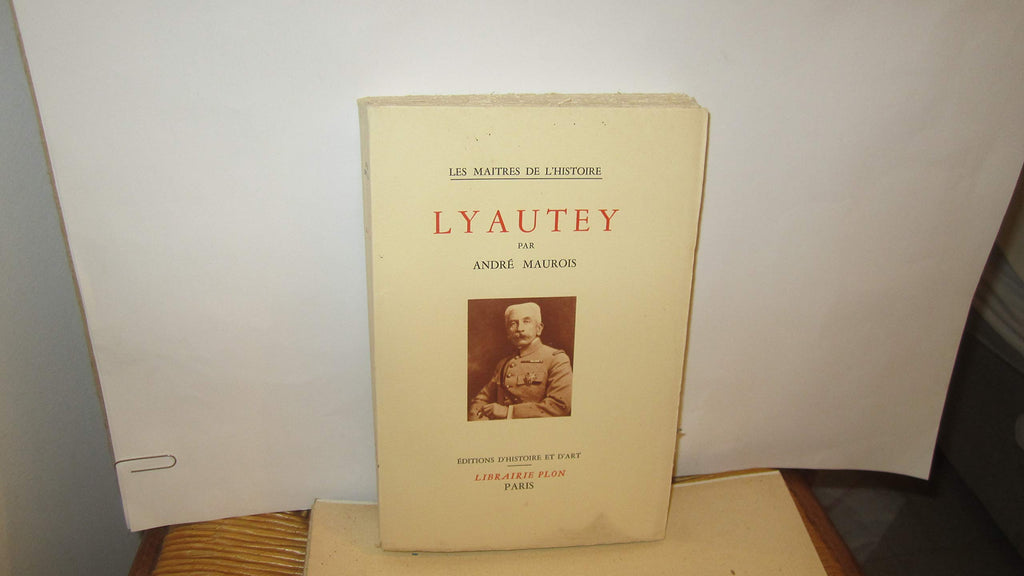 LES MAITRES DE L'HISTOIRE
LYAUTEY
PAR
ANDRÉ MAUROIS
ÉDITIONS D'HISTOIRE ET D'ART
LIBRAIRIE PLON
PARIS